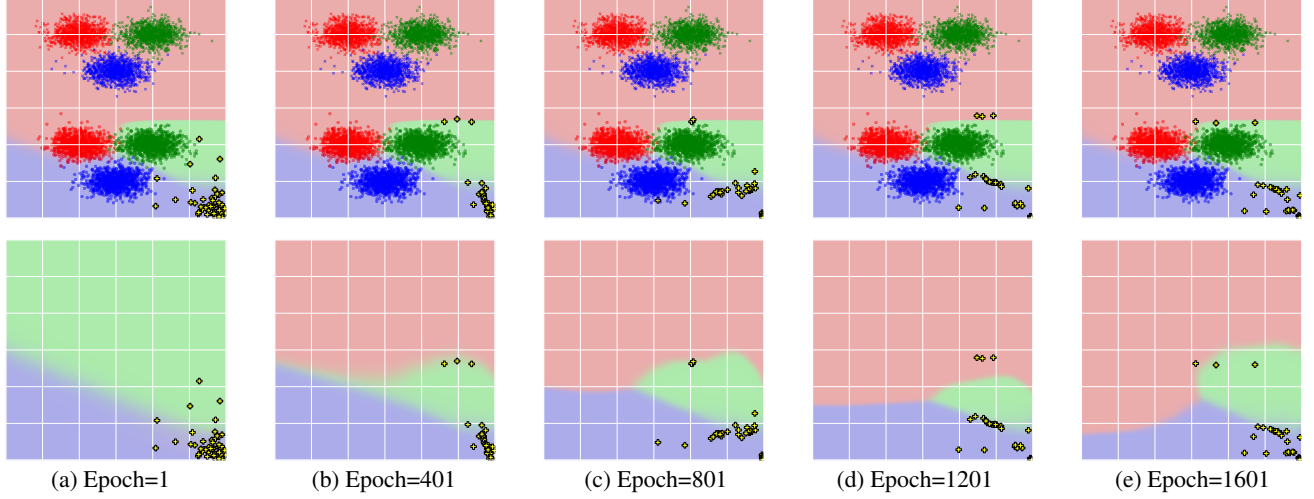 (a) Epoch=1
(b) Epoch=401
(c) Epoch=801
(d) Epoch=1201
(e) Epoch=1601